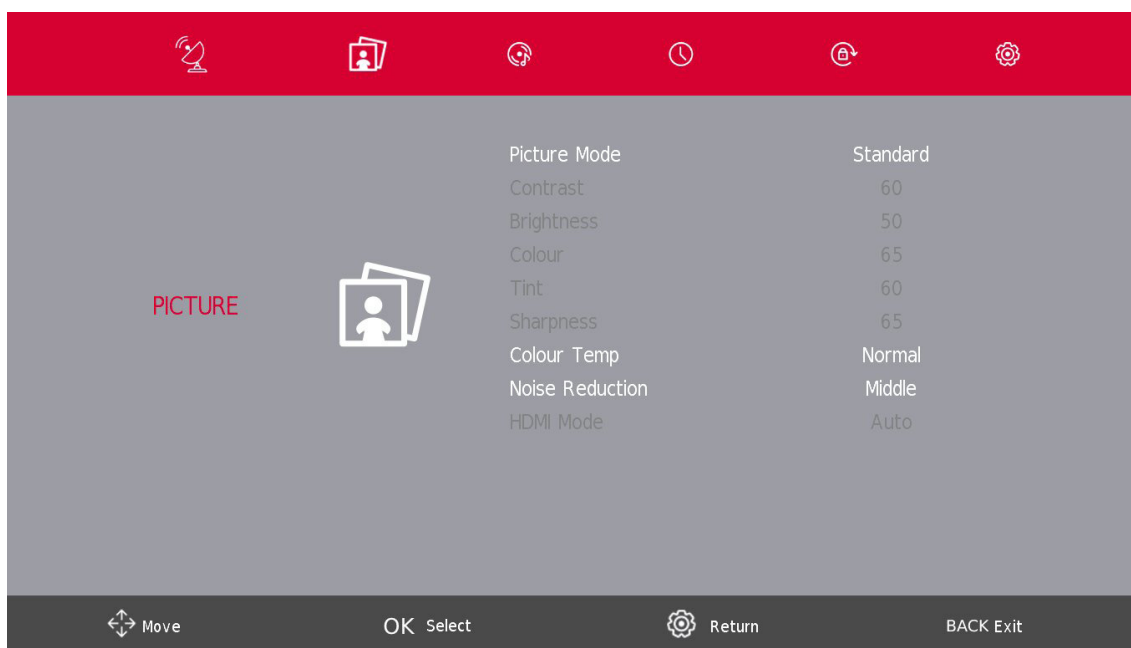 Picture Mode Standard
Contrast 60
Brightness 50
Colour 65
Tint 60
PICTURE
Sharpness 65
Colour Temp Normal
Noise Reduction Middle
HDMI Mode Auto
Move OK Select Return BACK Exit